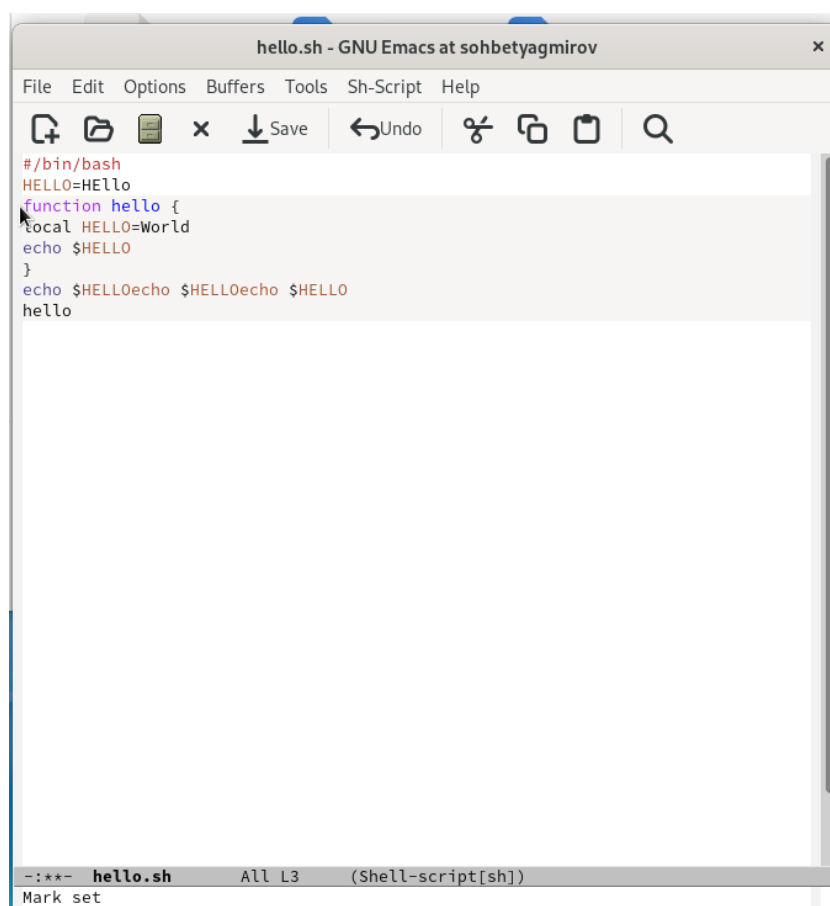 hello.sh - GNU Emacs at sohbetyagmirov ×
File Edit Options Buffers Tools Sh-Script Help
Save Undo
#/bin/bash
HELLO=HEllo
function hello {
local HELLO=World
echo $HELLO
}
echo $HELLOecho $HELLOecho $HELLO
hello
-:**- hello.sh All L3 (Shell-script[sh])
Mark set